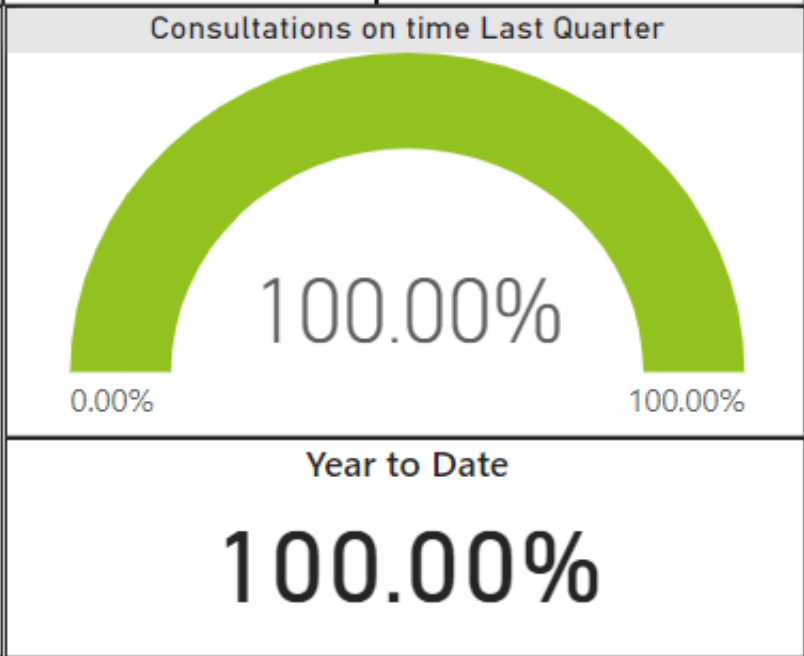 Consultations on time Last Quarter
100.00%
0.00%
100.00%
Year to Date
100.00%